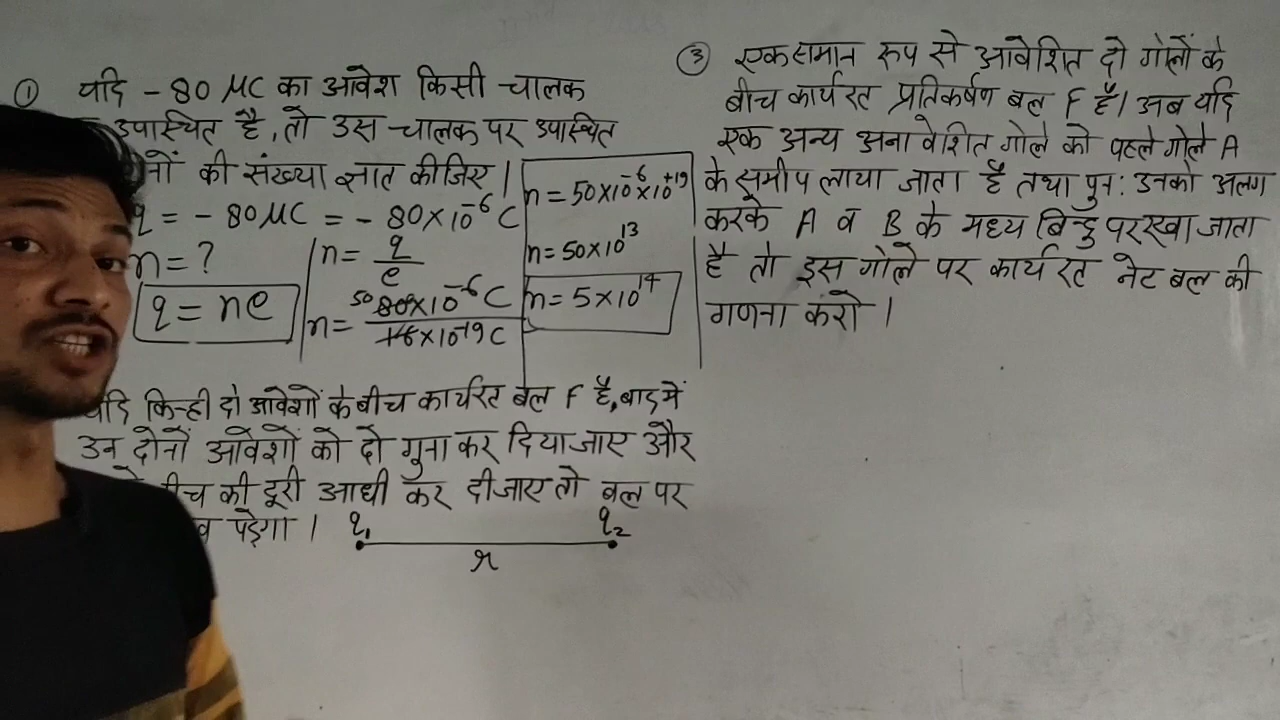 ① यदि - 80 μC का आवेश किसी चालक
उपास्थित है, तो उस चालक पर उपास्थित
नों की संख्या ज्ञात कीजिए।
q = - 80 μC = - 80×10⁻⁶ C
n = ?
q = ne
n = q/e
n = 50 80×10⁻⁶ C / 16×10⁻19 C
n = 50×10⁻⁶×10⁺¹⁹
n = 50×10¹³
n = 5×10¹⁴
यदि किन्ही दो आवेशों के बीच कार्यरत बल F है, बाद में
उन दोनों आवेशों को दो गुना कर दिया जाए और
बीच की दूरी आधी कर दी जाए तो बल पर
पड़ेगा।
q₁ q₂
r
③ एकसमान रूप से आवेशित दो गोलों के
बीच कार्यरत प्रतिकर्षण बल F है। अब यदि
एक अन्य अनावेशित गोले को पहले गोले A
के समीप लाया जाता है तथा पुन: उनको अलग
करके A व B के मध्य बिन्दु पर रखा जाता
है तो इस गोले पर कार्यरत नेट बल की
गणना करो।